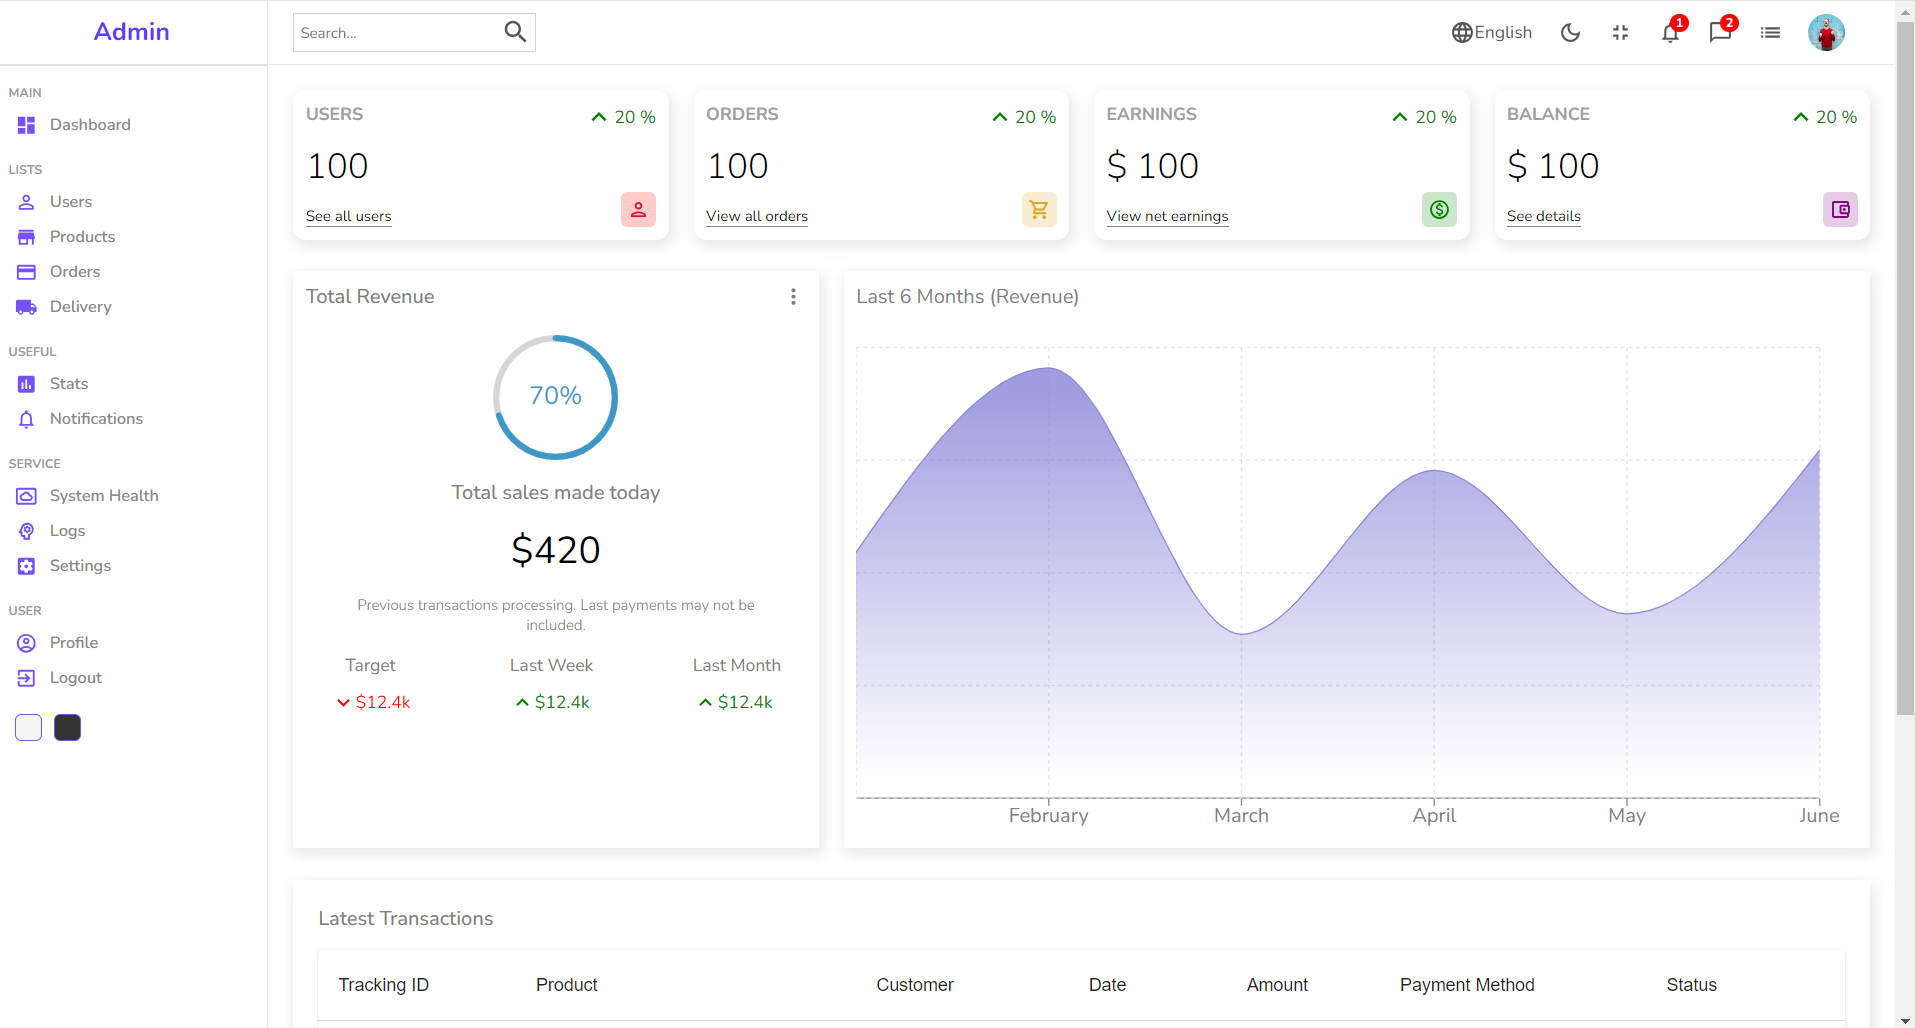 Admin
Search...
English
1
2
MAIN
Dashboard
LISTS
Users
Products
Orders
Delivery
USEFUL
Stats
Notifications
SERVICE
System Health
Logs
Settings
USER
Profile
Logout
USERS
20 %
100
See all users
ORDERS
20 %
100
View all orders
EARNINGS
20 %
$ 100
View net earnings
BALANCE
20 %
$ 100
See details
Total Revenue
70%
Total sales made today
$420
Previous transactions processing. Last payments may not be
included.
Target
Last Week
Last Month
$12.4k
$12.4k
$12.4k
Last 6 Months (Revenue)
February
March
April
May
June
Latest Transactions
Tracking ID
Product
Customer
Date
Amount
Payment Method
Status